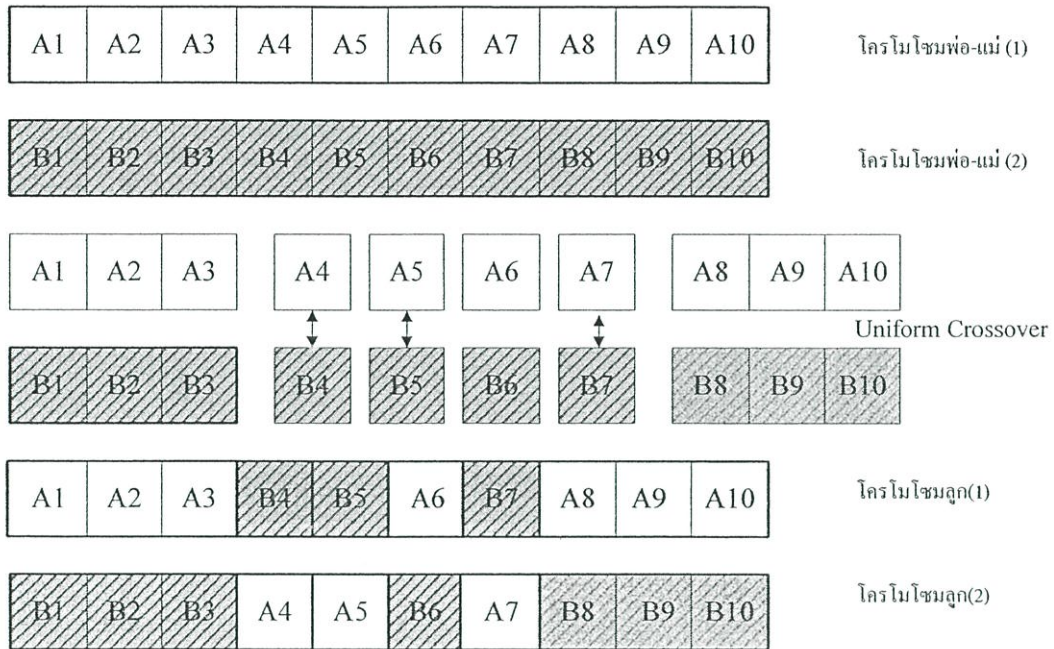 A1 A2 A3 A4 A5 A6 A7 A8 A9 A10 โครโมโซมพ่อ-แม่ (1)
B1 B2 B3 B4 B5 B6 B7 B8 B9 B10 โครโมโซมพ่อ-แม่ (2)
A1 A2 A3 A4 A5 A6 A7 A8 A9 A10
Uniform Crossover
B1 B2 B3 B4 B5 B6 B7 B8 B9 B10
A1 A2 A3 B4 B5 A6 B7 A8 A9 A10 โครโมโซมลูก(1)
B1 B2 B3 A4 A5 B6 A7 B8 B9 B10 โครโมโซมลูก(2)